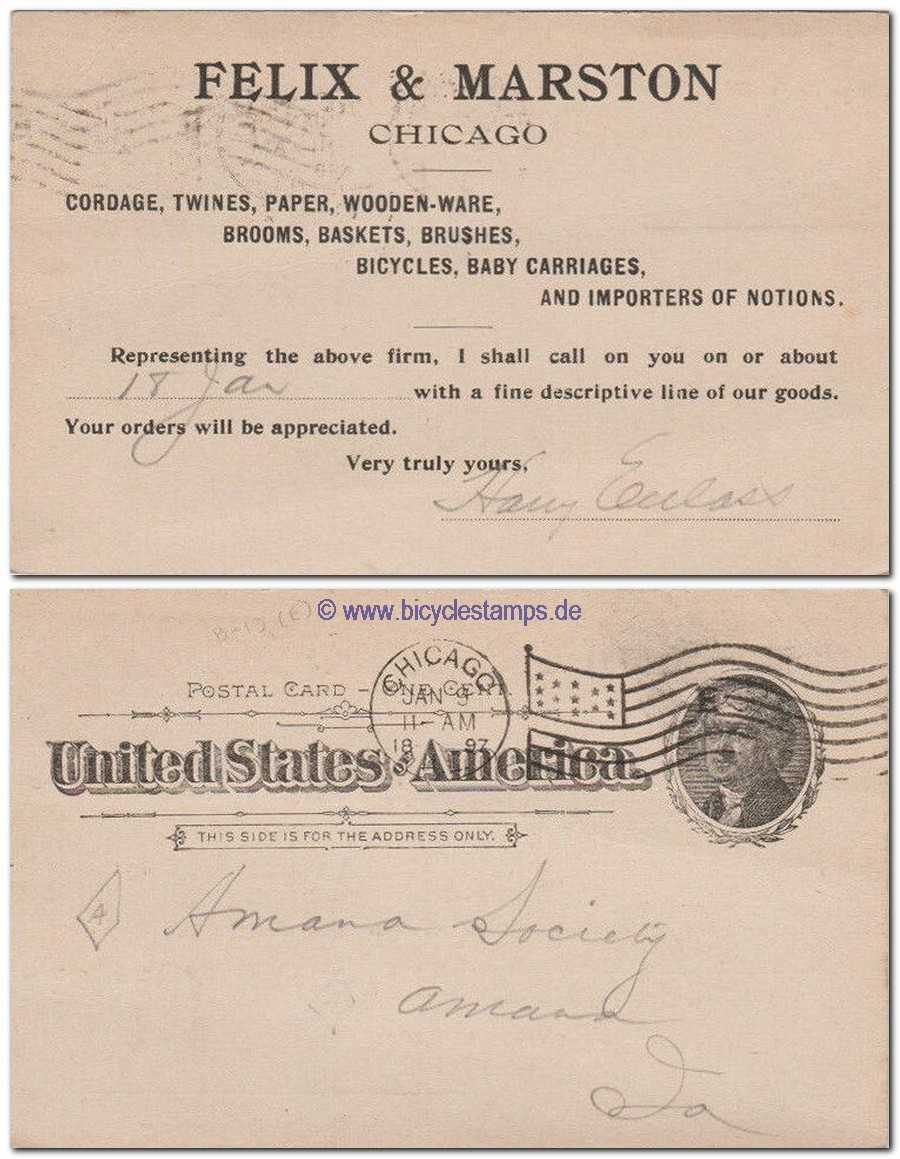 FELIX & MARSTON
CHICAGO
CORDAGE, TWINES, PAPER, WOODEN-WARE,
BROOMS, BASKETS, BRUSHES,
BICYCLES, BABY CARRIAGES,
AND IMPORTERS OF NOTIONS.
Representing the above firm, I shall call on you on or about
18 Jan with a fine descriptive line of our goods.
Your orders will be appreciated.
Very truly yours,
Harry
© www.bicyclestamps.de
POSTAL CARD - ONE CENT.
CHICAGO
JAN 9
11-AM
18 97
United States of America.
THIS SIDE IS FOR THE ADDRESS ONLY.
A
Amana Society
Amana
Ia